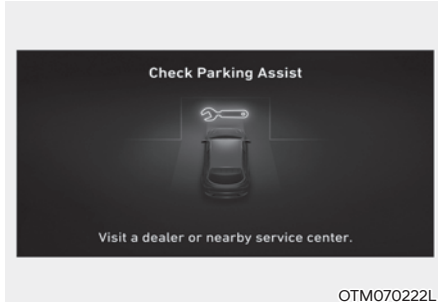 Check Parking Assist
Visit a dealer or nearby service center.
OTM070222L